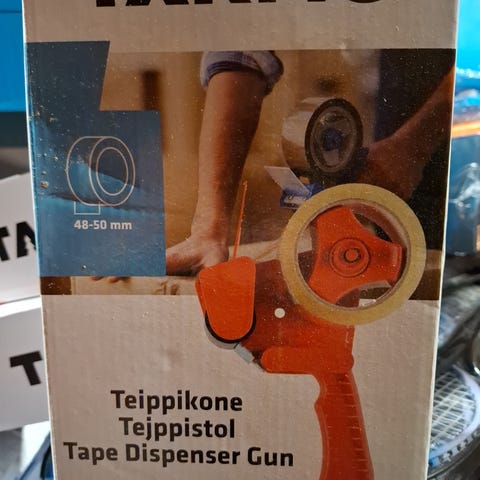 48-50 mm
Teippikone
Tejppistol
Tape Dispenser Gun